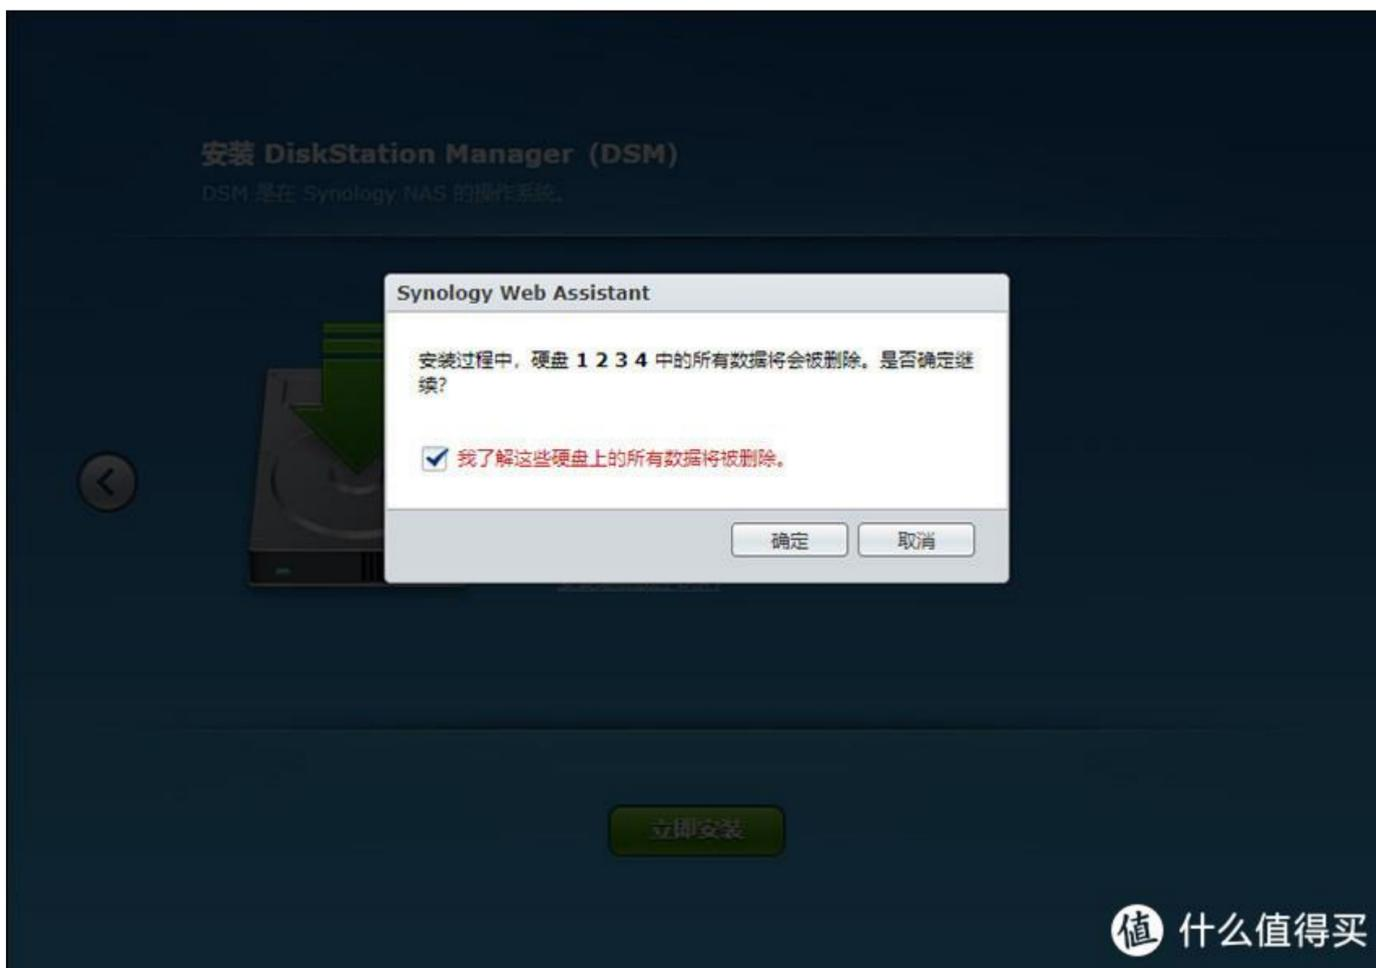 安装 DiskStation Manager (DSM)
DSM 是在 Synology NAS 的操作系统。
Synology Web Assistant
安装过程中，硬盘 1 2 3 4 中的所有数据将会被删除。是否确定继
续？
我了解这些硬盘上的所有数据将被删除。
确定
取消
立即安装
值 什么值得买